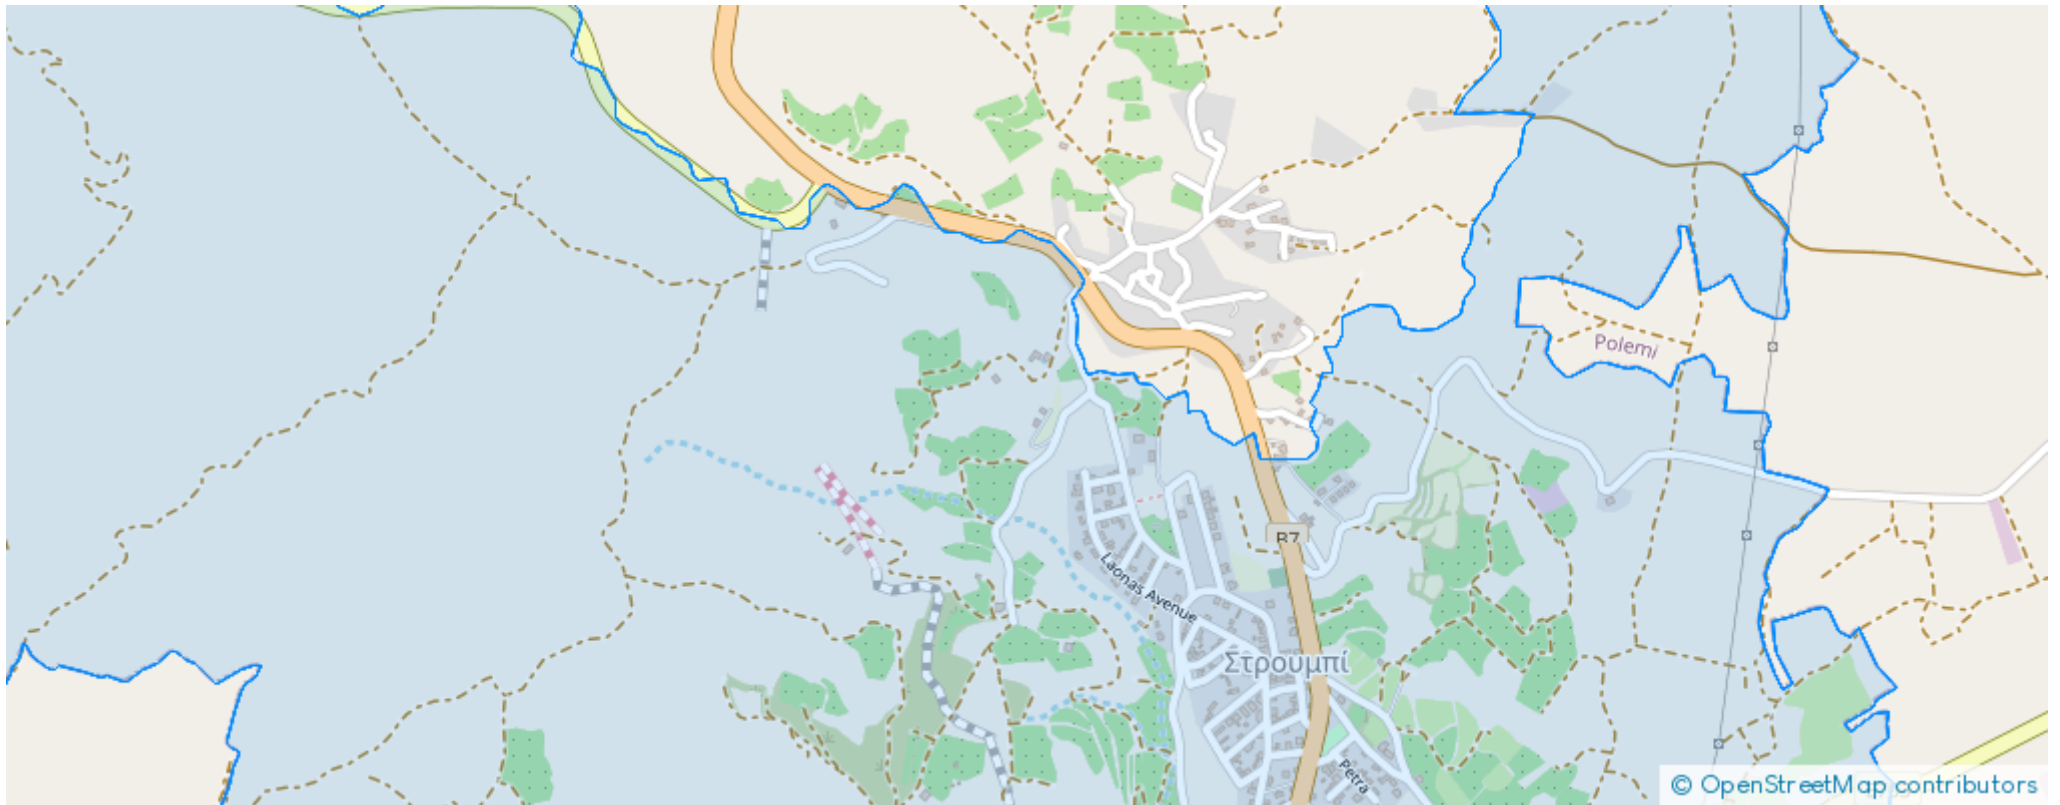 Polemi
B7
Laonas Avenue
Στρουμπί
Petra
© OpenStreetMap contributors